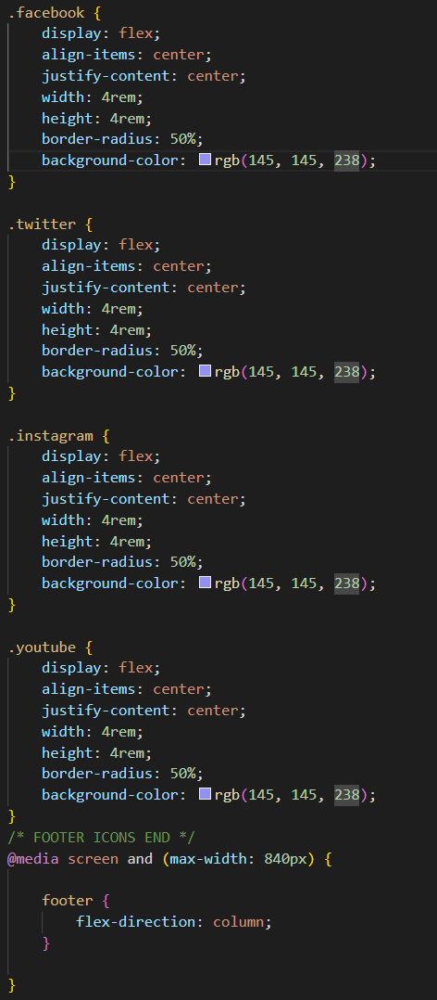 .facebook {
    display: flex;
    align-items: center;
    justify-content: center;
    width: 4rem;
    height: 4rem;
    border-radius: 50%;
    background-color: rgb(145, 145, 238);
}

.twitter {
    display: flex;
    align-items: center;
    justify-content: center;
    width: 4rem;
    height: 4rem;
    border-radius: 50%;
    background-color: rgb(145, 145, 238);
}

.instagram {
    display: flex;
    align-items: center;
    justify-content: center;
    width: 4rem;
    height: 4rem;
    border-radius: 50%;
    background-color: rgb(145, 145, 238);
}

.youtube {
    display: flex;
    align-items: center;
    justify-content: center;
    width: 4rem;
    height: 4rem;
    border-radius: 50%;
    background-color: rgb(145, 145, 238);
}
/* FOOTER ICONS END */
@media screen and (max-width: 840px) {

    footer {
        flex-direction: column;
    }

}